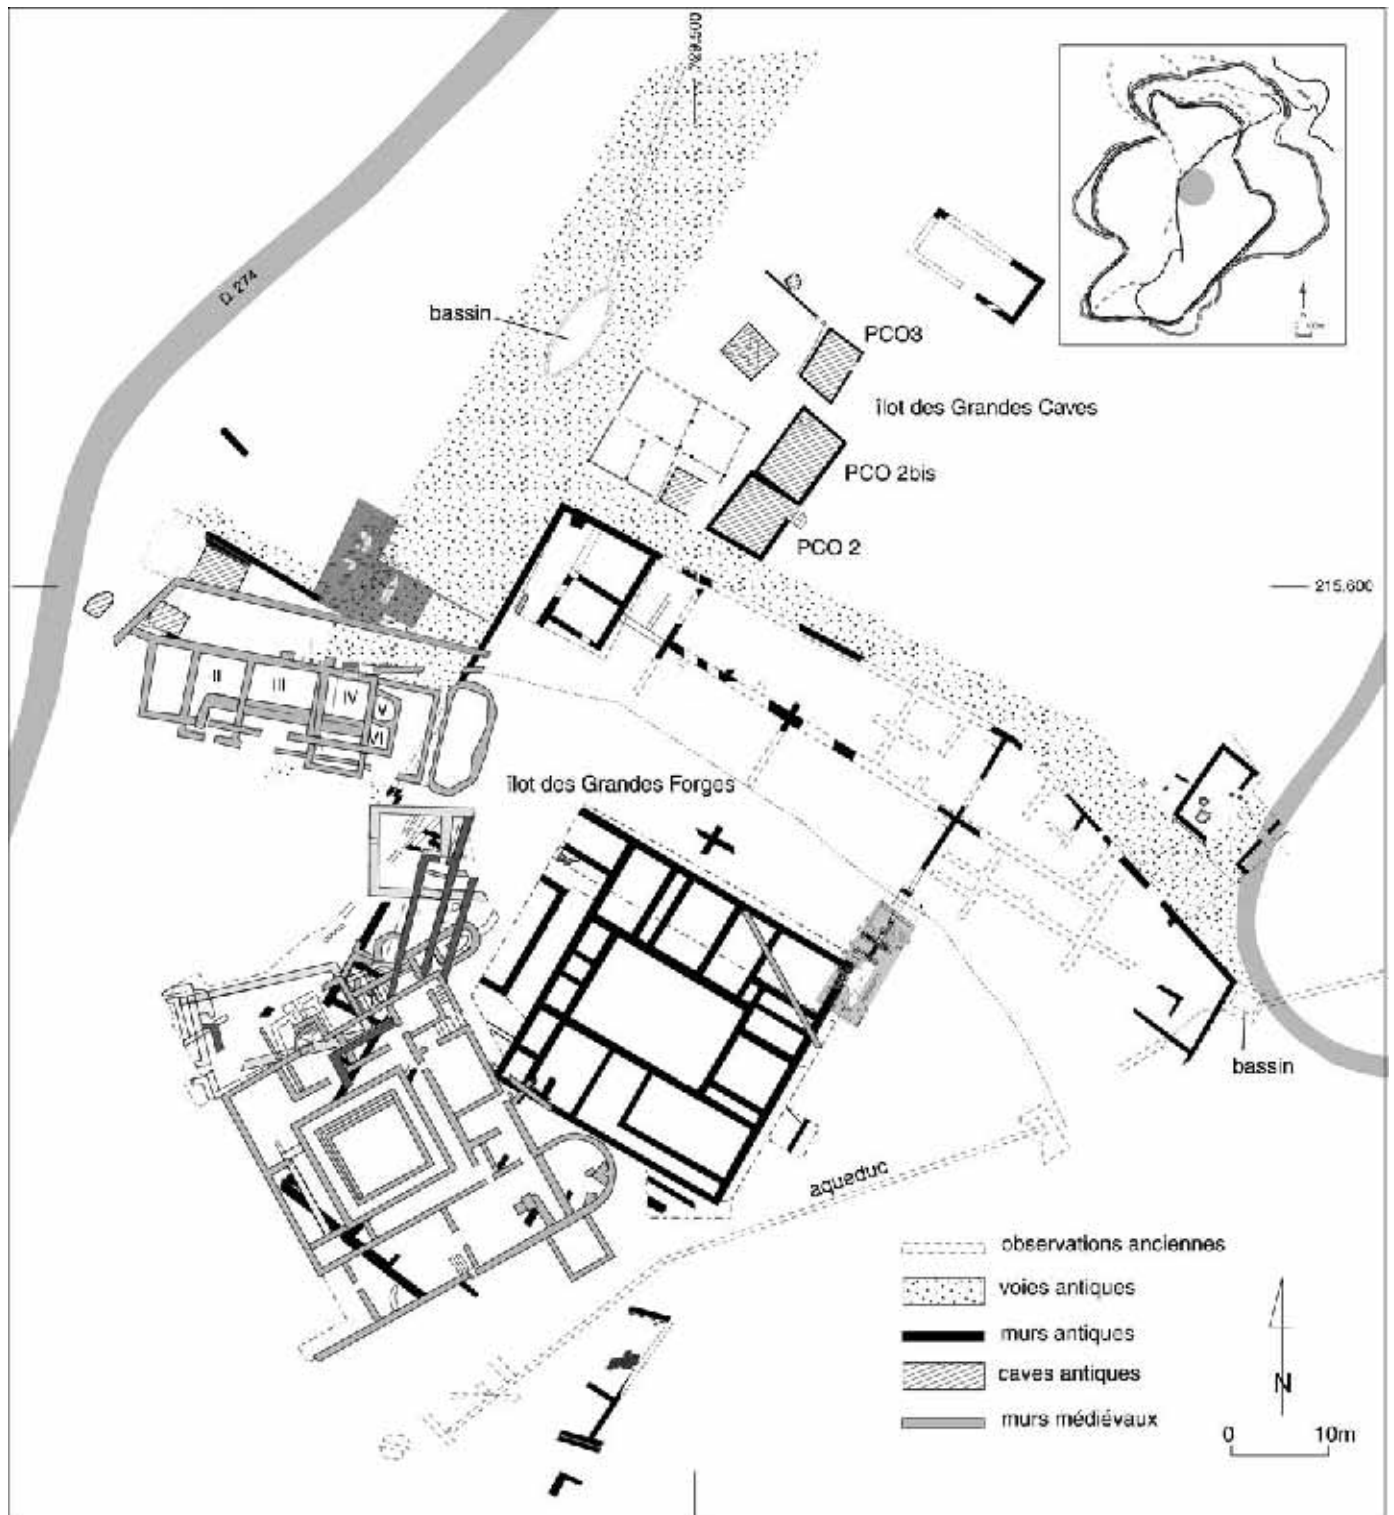 729.500
D. 274
bassin
PCO3
îlot des Grandes Caves
PCO 2bis
PCO 2
215.600
II
III
IV
V
VI
îlot des Grandes Forges
bassin
aqueduc
observations anciennes
voies antiques
murs antiques
caves antiques
murs médiévaux
N
0 10m